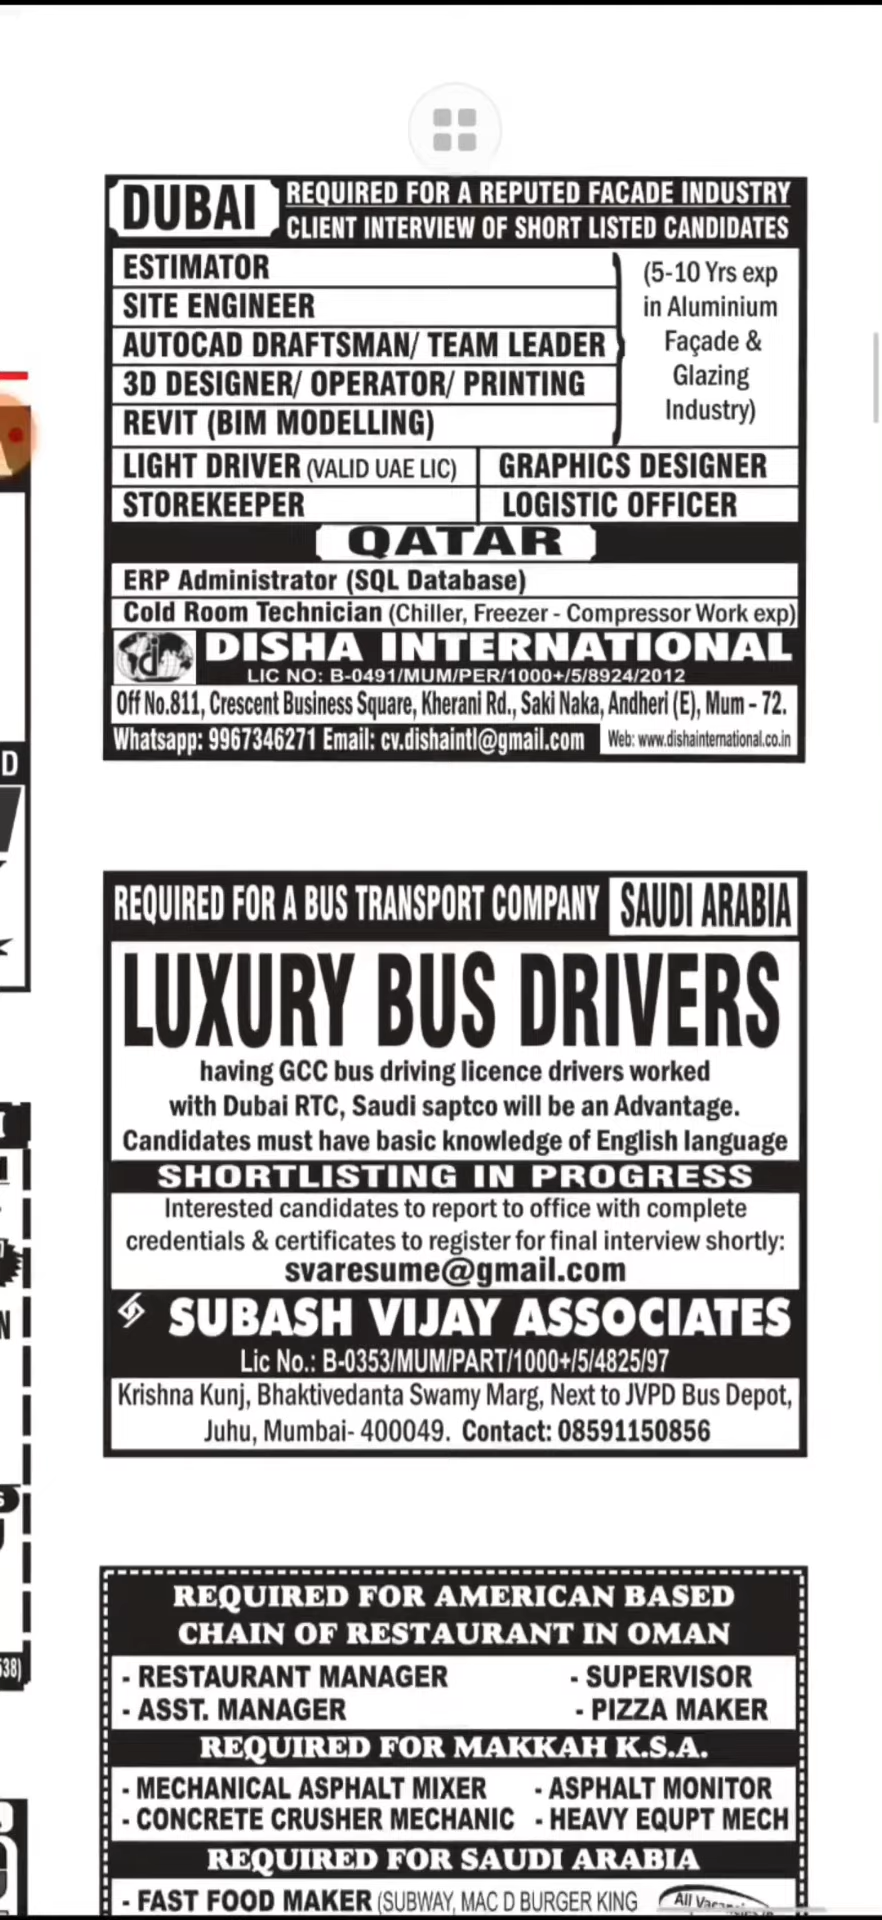 DUBAI
REQUIRED FOR A REPUTED FACADE INDUSTRY
CLIENT INTERVIEW OF SHORT LISTED CANDIDATES
ESTIMATOR
SITE ENGINEER
AUTOCAD DRAFTSMAN/ TEAM LEADER
3D DESIGNER/ OPERATOR/ PRINTING
REVIT (BIM MODELLING)
(5-10 Yrs exp
in Aluminium
Façade &
Glazing
Industry)
LIGHT DRIVER (VALID UAE LIC) GRAPHICS DESIGNER
STOREKEEPER LOGISTIC OFFICER
QATAR
ERP Administrator (SQL Database)
Cold Room Technician (Chiller, Freezer - Compressor Work exp)
di DISHA INTERNATIONAL
LIC NO: B-0491/MUM/PER/1000+/5/8924/2012
Off No.811, Crescent Business Square, Kherani Rd., Saki Naka, Andheri (E), Mum – 72.
Whatsapp: 9967346271 Email: cv.dishaintl@gmail.com Web: www.dishainternational.co.in
REQUIRED FOR A BUS TRANSPORT COMPANY SAUDI ARABIA
LUXURY BUS DRIVERS
having GCC bus driving licence drivers worked
with Dubai RTC, Saudi saptco will be an Advantage.
Candidates must have basic knowledge of English language
SHORTLISTING IN PROGRESS
Interested candidates to report to office with complete
credentials & certificates to register for final interview shortly:
svaresume@gmail.com
SUBASH VIJAY ASSOCIATES
Lic No.: B-0353/MUM/PART/1000+/5/4825/97
Krishna Kunj, Bhaktivedanta Swamy Marg, Next to JVPD Bus Depot,
Juhu, Mumbai- 400049. Contact: 08591150856
REQUIRED FOR AMERICAN BASED
CHAIN OF RESTAURANT IN OMAN
- RESTAURANT MANAGER - SUPERVISOR
- ASST. MANAGER - PIZZA MAKER
REQUIRED FOR MAKKAH K.S.A.
- MECHANICAL ASPHALT MIXER - ASPHALT MONITOR
- CONCRETE CRUSHER MECHANIC - HEAVY EQUPT MECH
REQUIRED FOR SAUDI ARABIA
- FAST FOOD MAKER (SUBWAY, MAC D BURGER KING
All